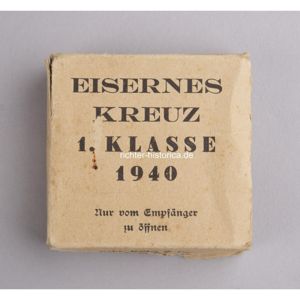 EISERNES
KREUZ
1. KLASSE
richter-historica.de
1940
Nur vom Empfänger
zu öffnen